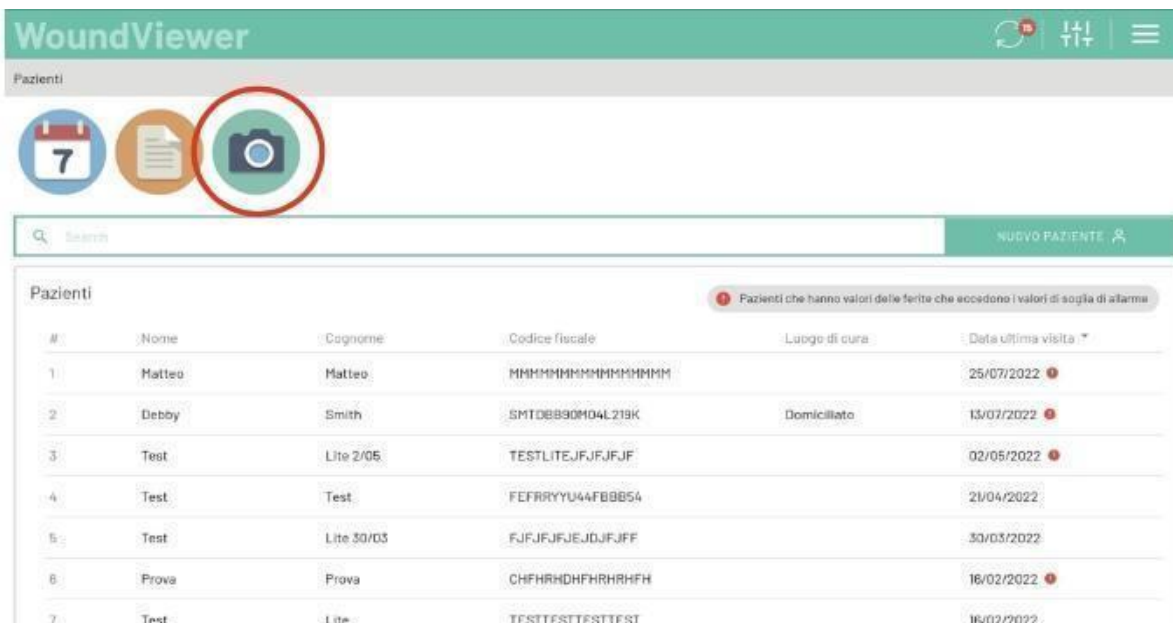 WoundViewer
15
Pazienti
7
Search
NUOVO PAZIENTE
Pazienti
Pazienti che hanno valori delle ferite che eccedono i valori di soglia di allarme
# Nome Cognome Codice fiscale Luogo di cura Data ultima visita
1 Matteo Matteo MMMMMMMMMMMMMMMM 25/07/2022
2 Debby Smith SMTDBB90M04L219K Domiciliato 13/07/2022
3 Test Lite 2/05 TESTLITEJFJFJFJF 02/05/2022
4 Test Test FEFRRYYU44FBBB54 21/04/2022
5 Test Lite 30/03 FJFJFJFJEJDJFJFF 30/03/2022
6 Prova Prova CHFHRHDHFHRHRHFH 16/02/2022
7 Test Lite TESTTESTTESTTEST 16/02/2022